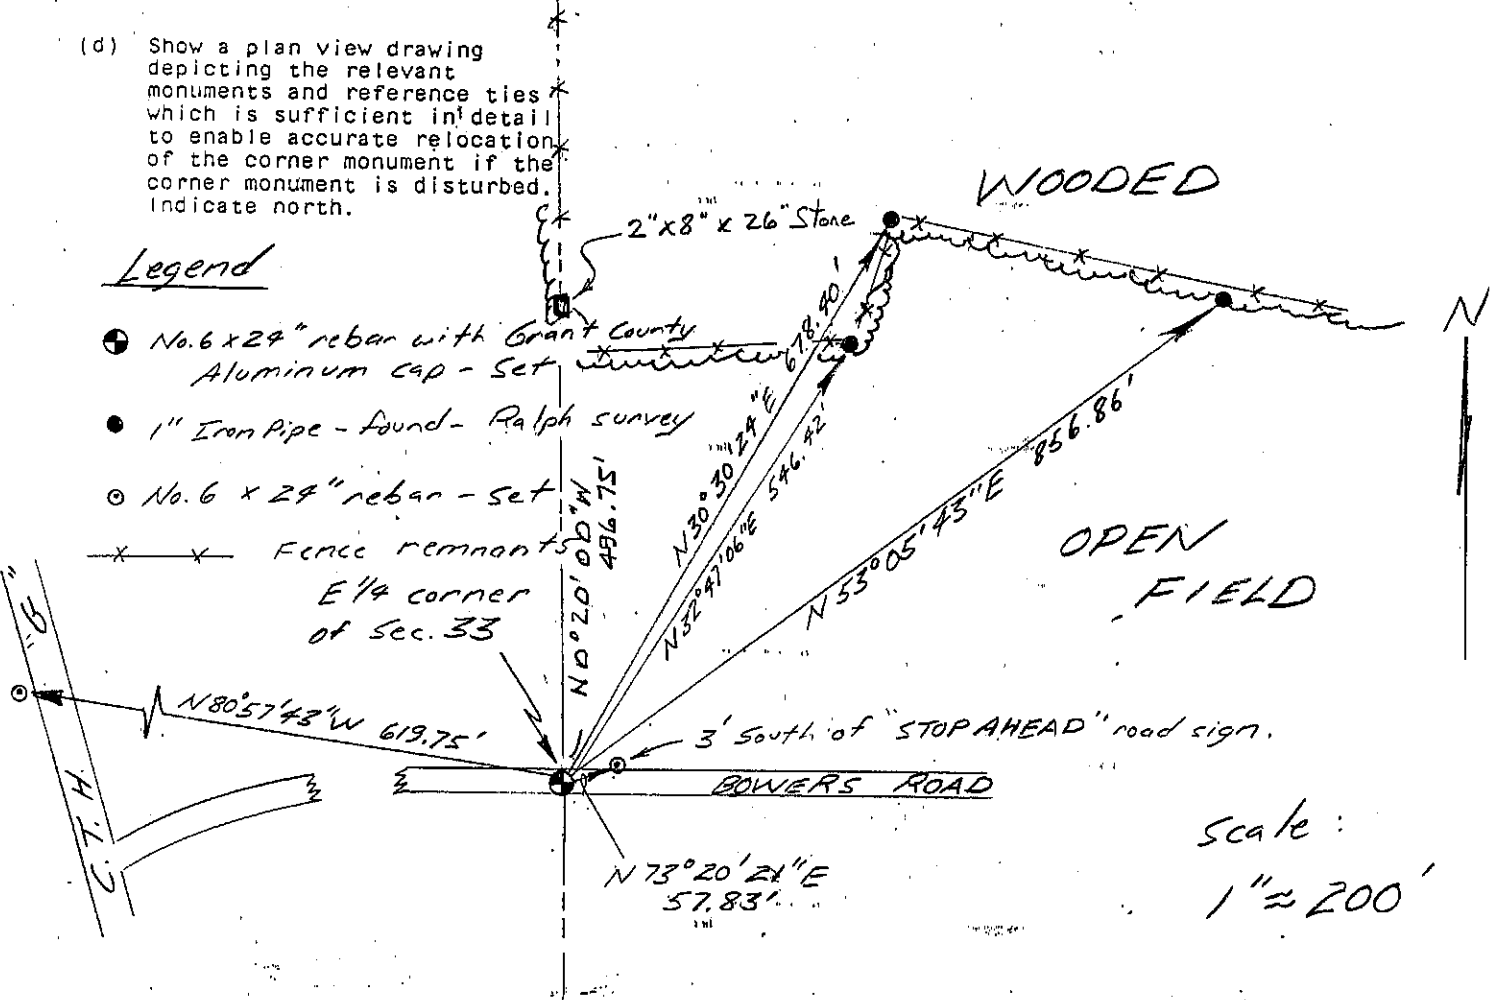 (d) Show a plan view drawing
depicting the relevant
monuments and reference ties
which is sufficient in detail
to enable accurate relocation
of the corner monument if the
corner monument is disturbed.
Indicate north.
WOODED
2"x8" x 26" Stone
Legend
No.6 x 24" rebar with Grant County
Aluminum cap - set
1" Iron Pipe - found - Ralph survey
No. 6 x 24" rebar - set
Fence remnants
N
N 0°20'00"W
496.75'
N30°30'24"E 678.40'
N32°47'06"E 546.42'
N 53°05'43"E 856.86'
OPEN
FIELD
E 1/4 corner
of Sec. 33
C.T.H. "G"
N80°57'43"W 619.75'
3' South of "STOP AHEAD" road sign.
BOWERS ROAD
N 73°20'21"E
57.83'
Scale :
1" ≈ 200'